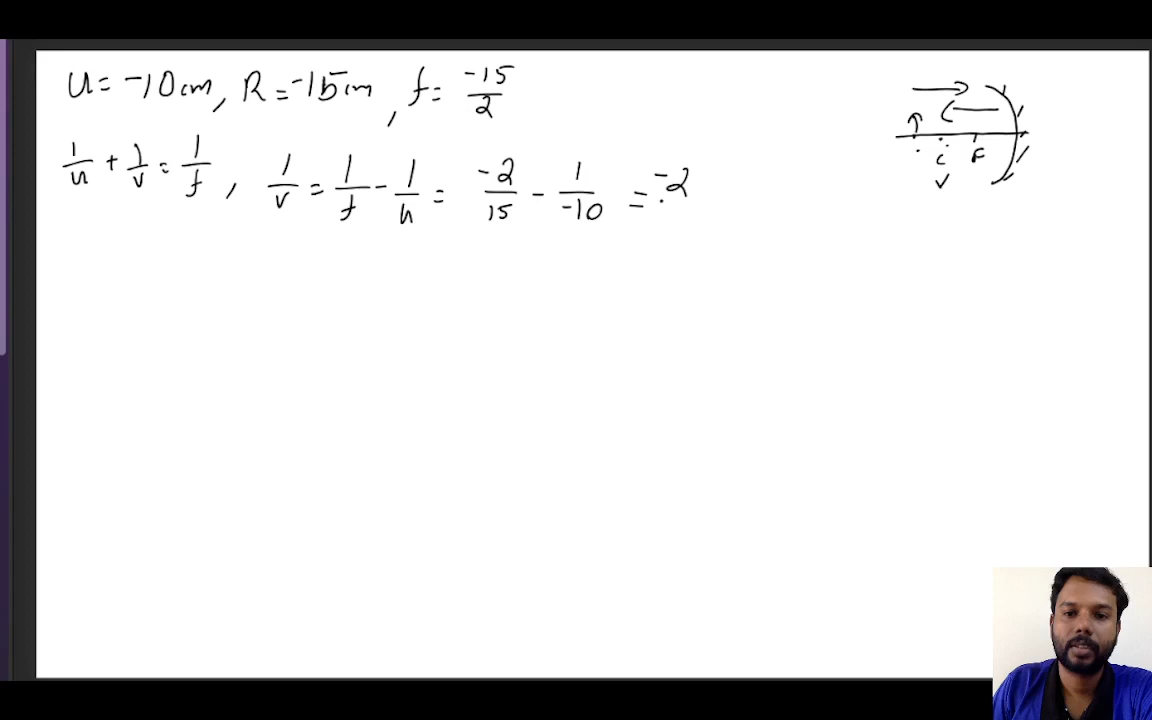 u = -10 cm, R = -15 cm, f = -15/2
1/u + 1/v = 1/f, 1/v = 1/f - 1/u = -2/15 - 1/-10 = -2
C F